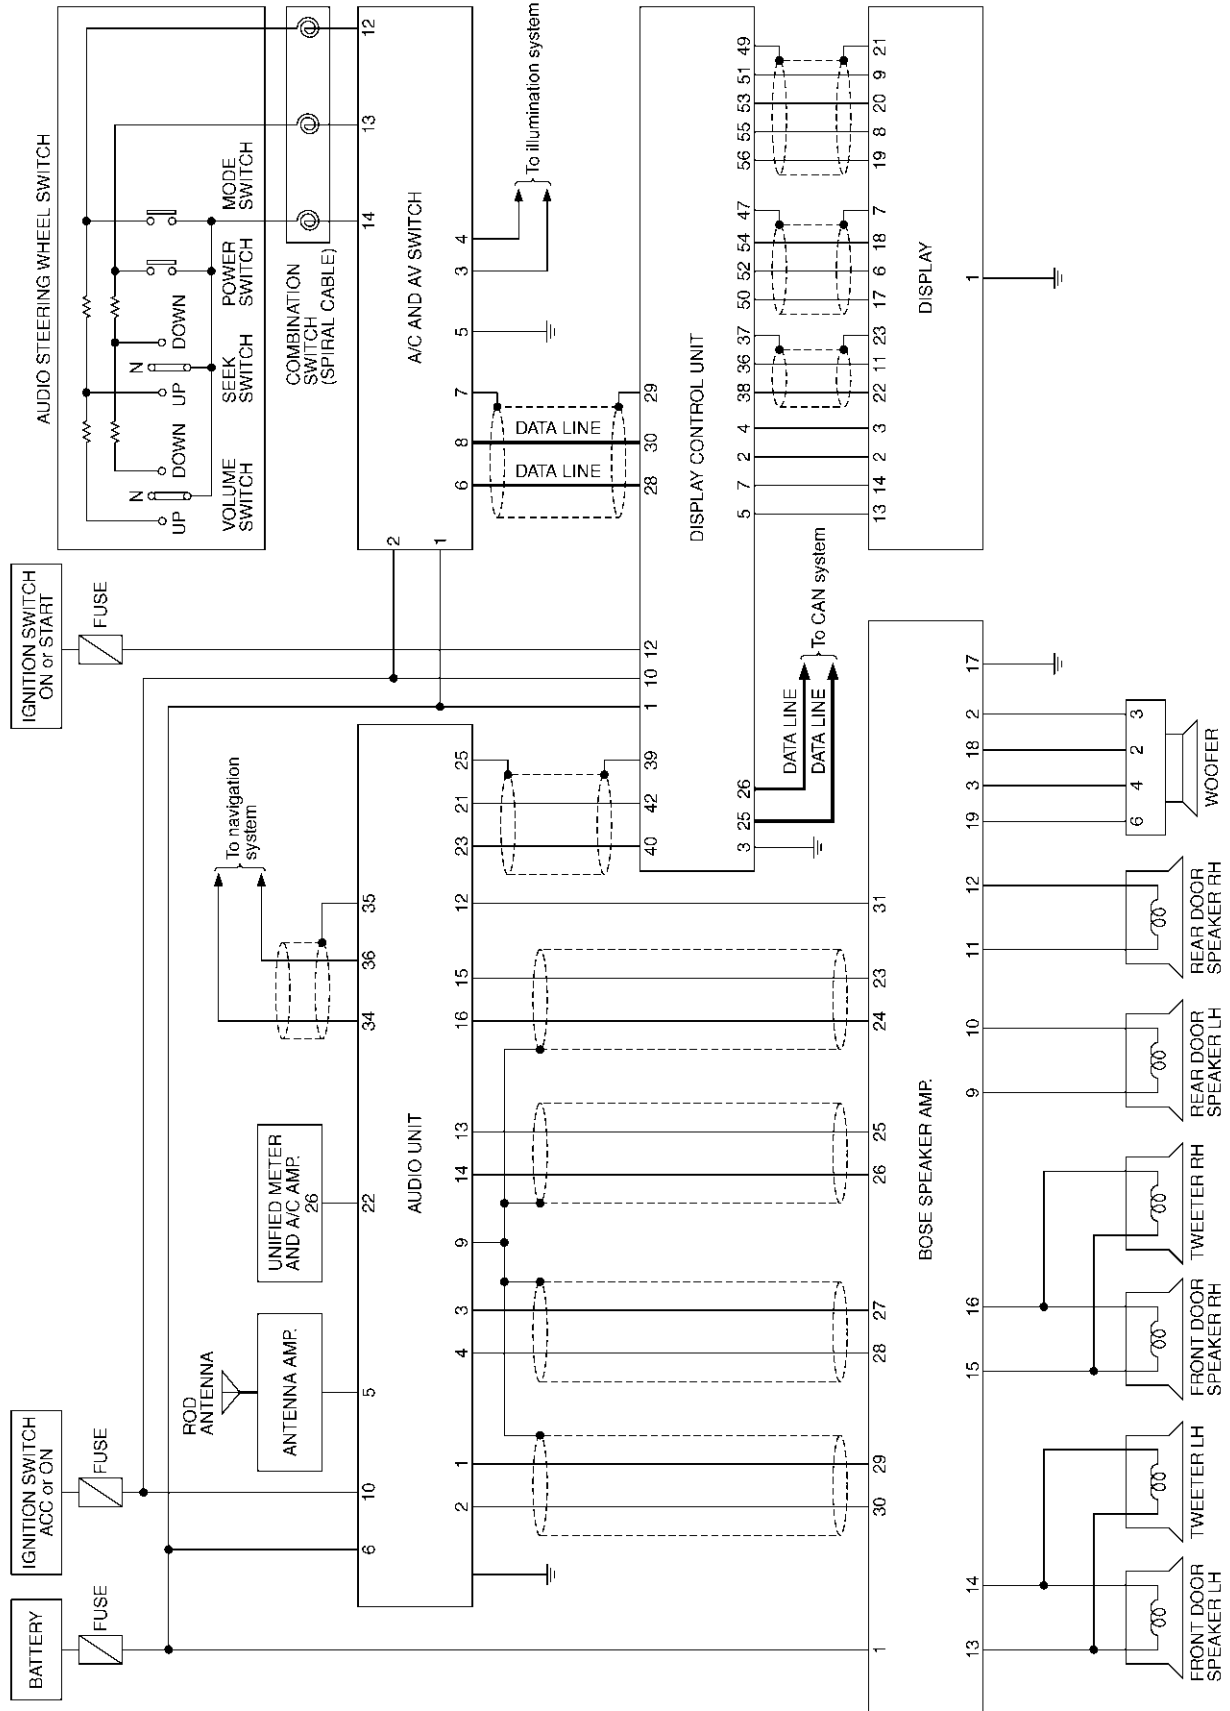 BATTERY
IGNITION SWITCH
ACC or ON
IGNITION SWITCH
ON or START
FUSE
FUSE
FUSE
AUDIO STEERING WHEEL SWITCH
UP
N
DOWN
UP
N
DOWN
VOLUME
SWITCH
SEEK
SWITCH
POWER
SWITCH
MODE
SWITCH
COMBINATION
SWITCH
(SPIRAL CABLE)
ROD
ANTENNA
ANTENNA AMP.
UNIFIED METER
AND A/C AMP.
26
To navigation
system
6
10
5
22
34
36
35
AUDIO UNIT
2
1
4
3
9
14
13
16
15
12
23
21
25
2
1
14
13
12
A/C AND AV SWITCH
6
8
7
5
3
4
To illumination system
DATA LINE
DATA LINE
40
42
39
1
10
12
28
30
29
DISPLAY CONTROL UNIT
3
25
26
5
7
2
4
38
36
37
50
52
54
47
56
55
53
51
49
DATA LINE
DATA LINE
To CAN system
1
30
29
28
27
26
25
24
23
31
BOSE SPEAKER AMP.
13
14
15
16
9
10
11
12
19
3
18
2
17
13
14
2
3
22
11
23
17
6
18
7
19
8
20
9
21
DISPLAY
1
6
4
2
3
FRONT DOOR
SPEAKER LH
TWEETER LH
FRONT DOOR
SPEAKER RH
TWEETER RH
REAR DOOR
SPEAKER LH
REAR DOOR
SPEAKER RH
WOOFER